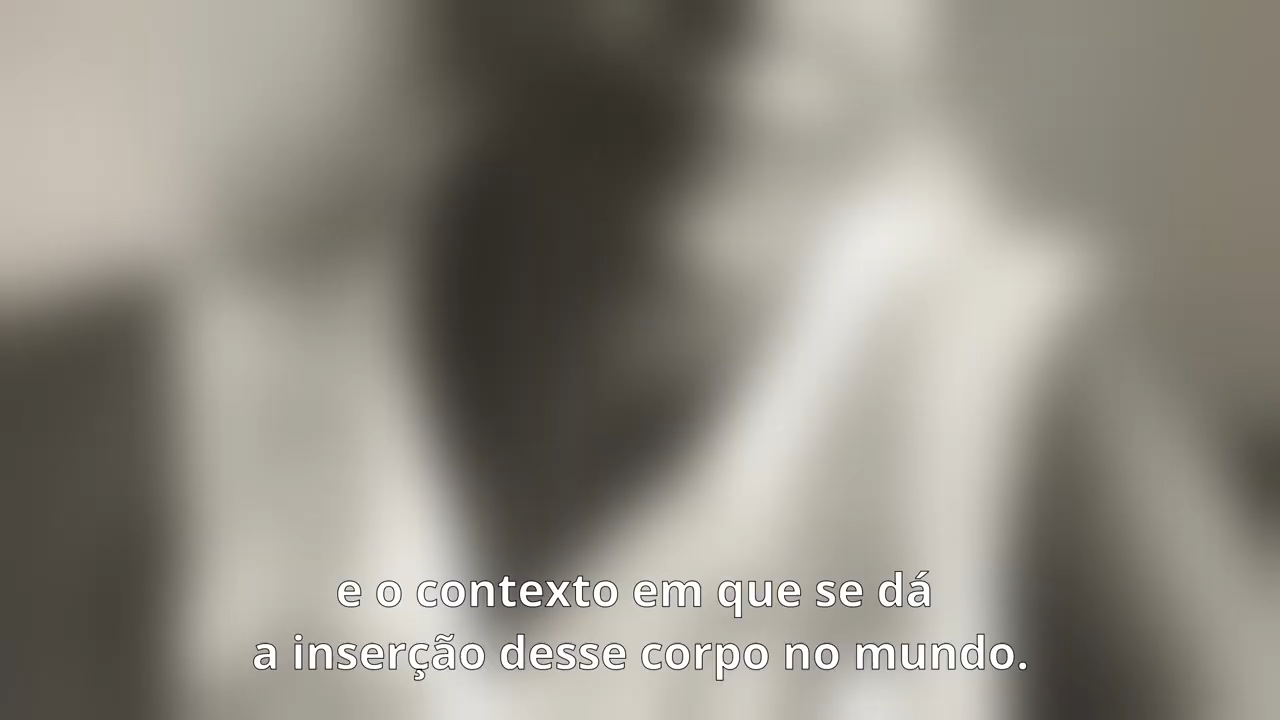 e o contexto em que se dá
a inserção desse corpo no mundo.